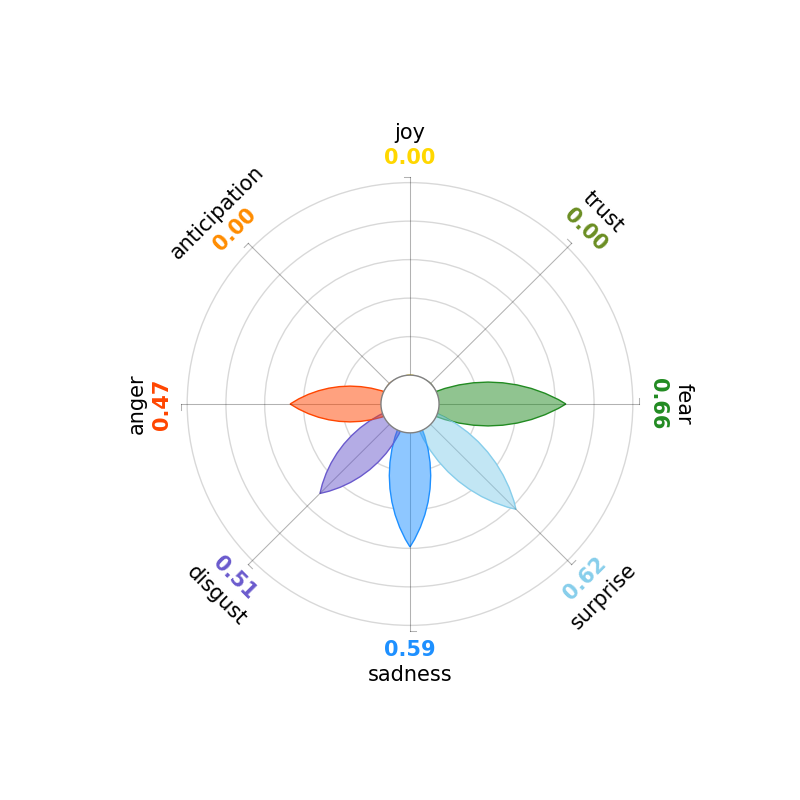 joy
0.00
trust
0.00
fear
0.66
surprise
0.62
0.59
sadness
disgust
0.51
anger
0.47
anticipation
0.00